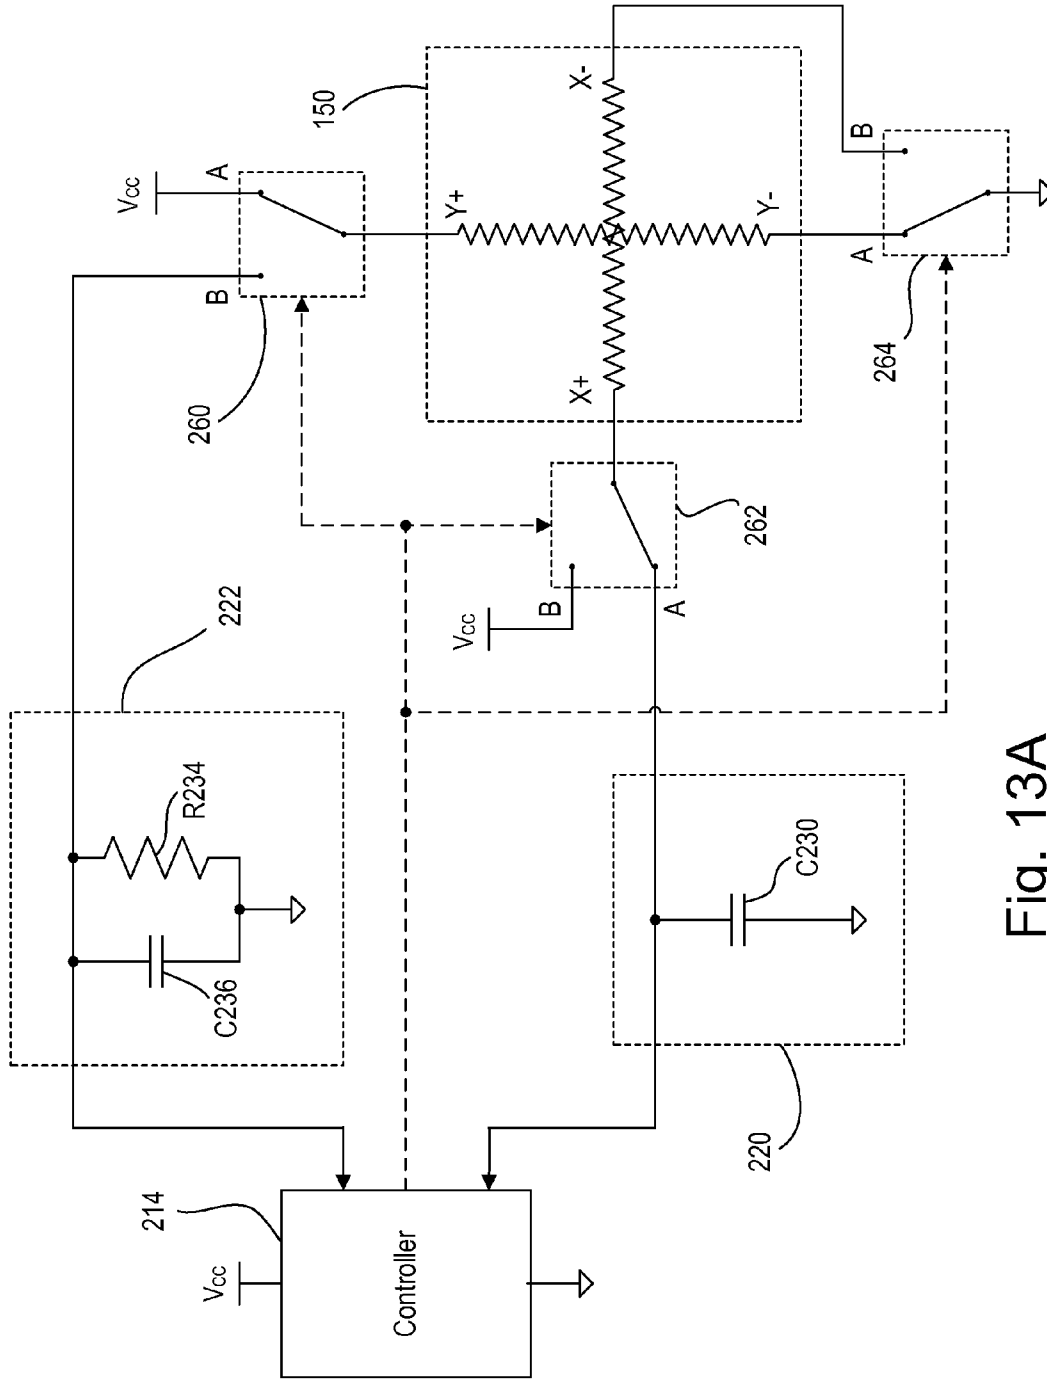 222
R234
C236
214
Vcc
Controller
C230
220
Vcc
B
A
262
260
B
A
Vcc
150
Y+
X-
X+
Y-
A
B
264
Fig. 13A